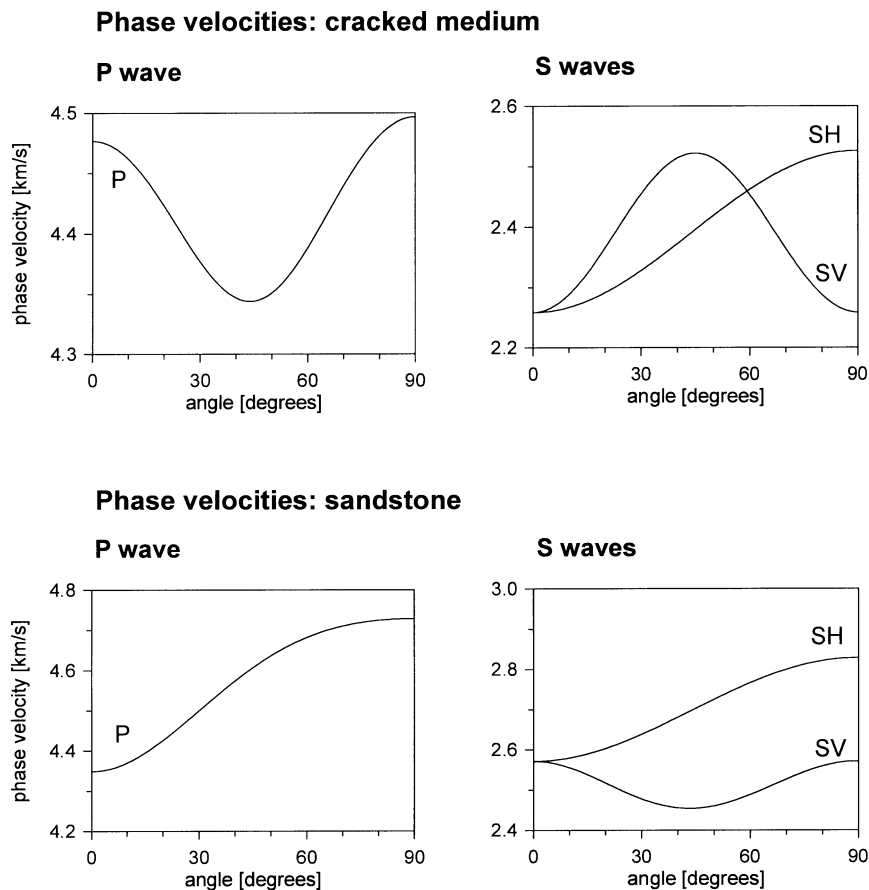 Phase velocities: cracked medium
P wave
S waves
phase velocity [km/s]
4.5
4.4
4.3
P
0 30 60 90
angle [degrees]
2.6
2.4
2.2
SH
SV
0 30 60 90
angle [degrees]
Phase velocities: sandstone
P wave
S waves
phase velocity [km/s]
4.8
4.6
4.4
4.2
P
0 30 60 90
angle [degrees]
3.0
2.8
2.6
2.4
SH
SV
0 30 60 90
angle [degrees]